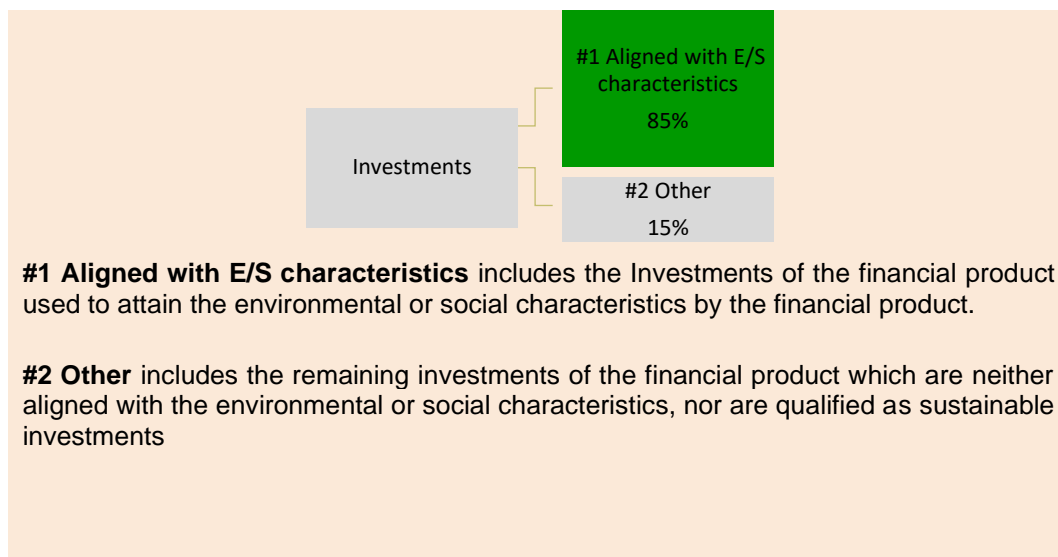 #1 Aligned with E/S
characteristics
85%
Investments
#2 Other
15%
#1 Aligned with E/S characteristics includes the Investments of the financial product
used to attain the environmental or social characteristics by the financial product.
#2 Other includes the remaining investments of the financial product which are neither
aligned with the environmental or social characteristics, nor are qualified as sustainable
investments